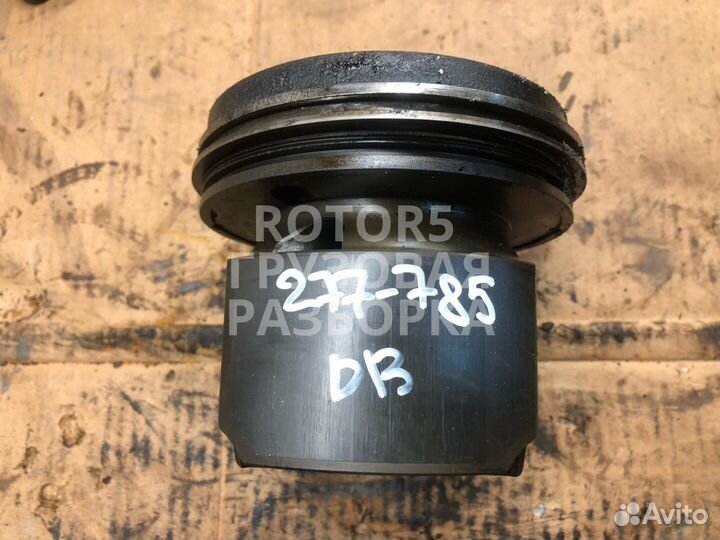 ROTOR5
ГРУЗОВАЯ
277-785
РАЗБОРКА
DB
Avito